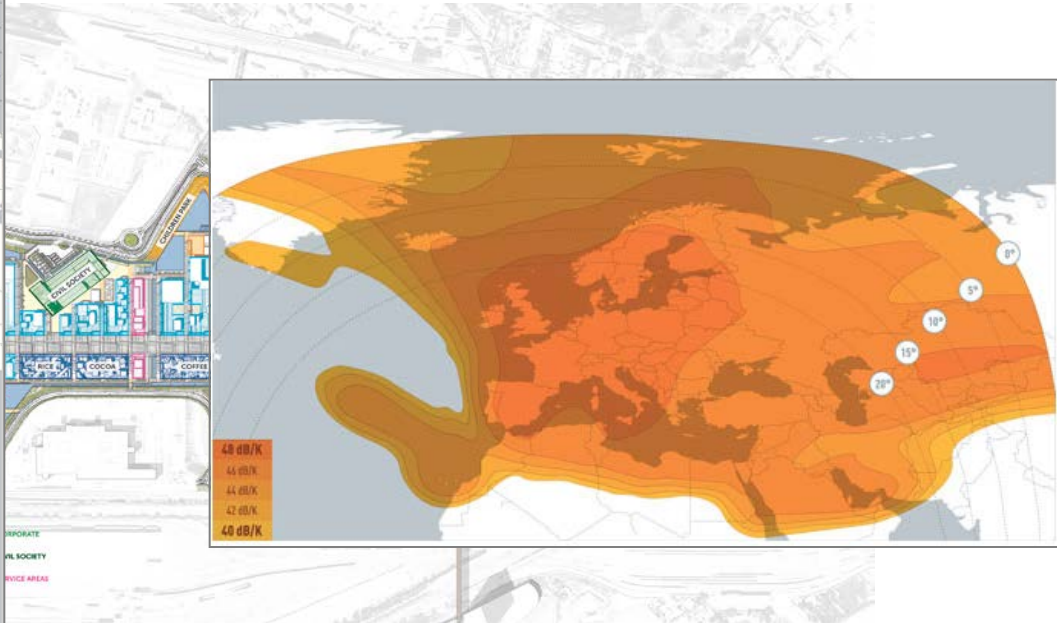 CHILDREN PARK
CIVIL SOCIETY
RICE
COCOA
COFFEE
ORPORATE
VIL SOCIETY
RVICE AREAS
0°
5°
10°
15°
20°
48 dB/K
46 dB/K
44 dB/K
42 dB/K
40 dB/K